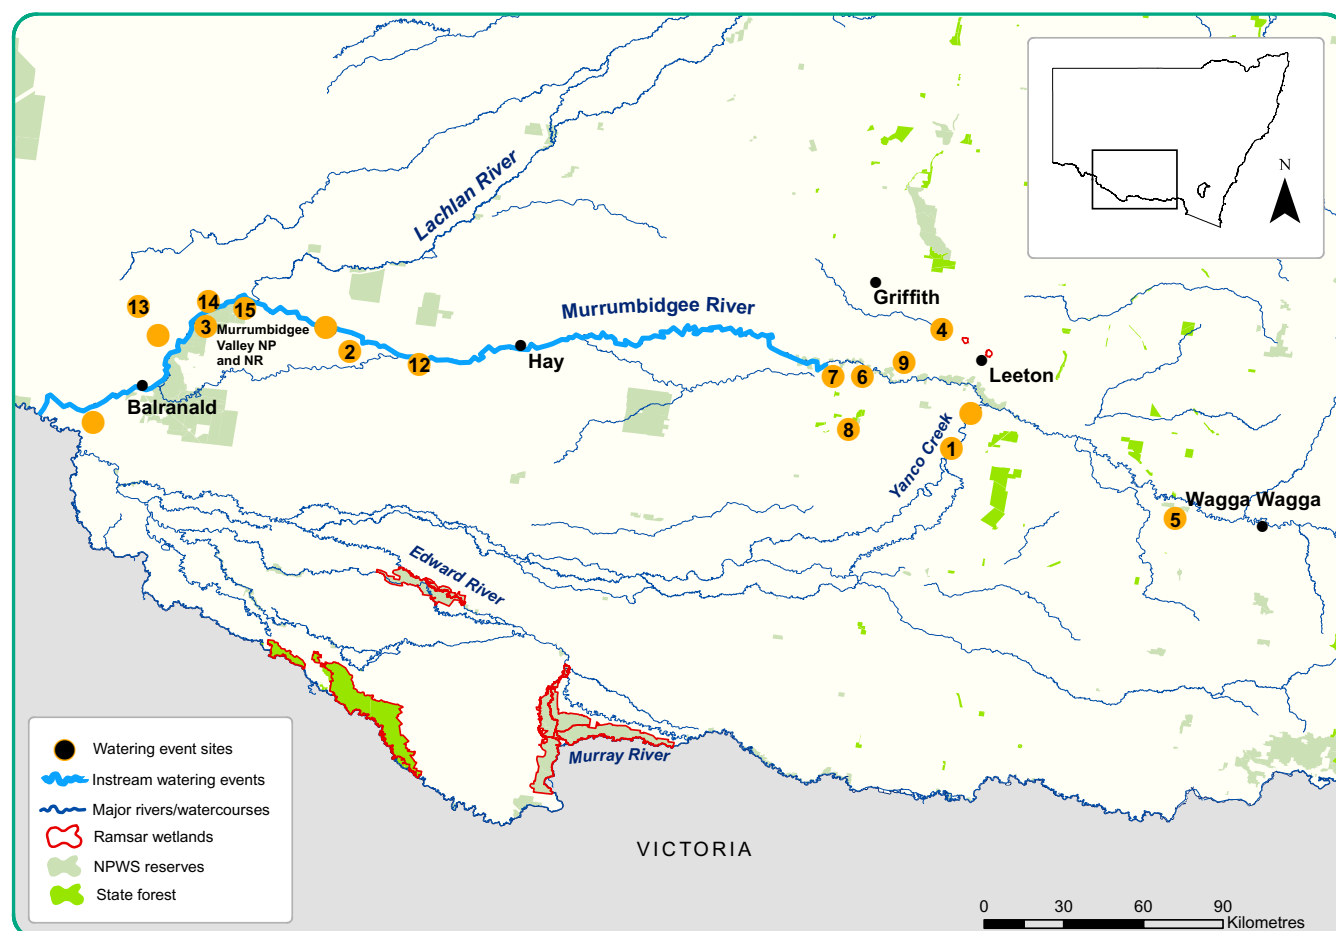 N
Lachlan River
Griffith
Murrumbidgee River
13
14
15
3
Murrumbidgee
Valley NP
and NR
4
2
12
Hay
9
Leeton
7
6
Balranald
8
Yanco Creek
1
Wagga Wagga
5
Edward River
Murray River
VICTORIA
Watering event sites
Instream watering events
Major rivers/watercourses
Ramsar wetlands
NPWS reserves
State forest
0 30 60 90
Kilometres